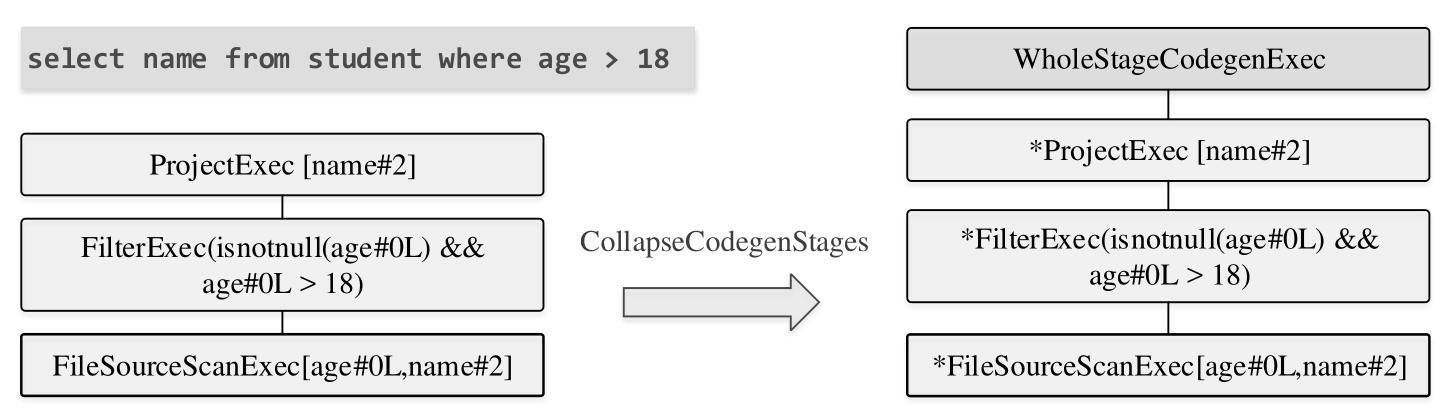 select name from student where age > 18
ProjectExec [name#2]
FilterExec(isnotnull(age#0L) &&
age#0L > 18)
FileSourceScanExec[age#0L,name#2]
CollapseCodegenStages
WholeStageCodegenExec
*ProjectExec [name#2]
*FilterExec(isnotnull(age#0L) &&
age#0L > 18)
*FileSourceScanExec[age#0L,name#2]